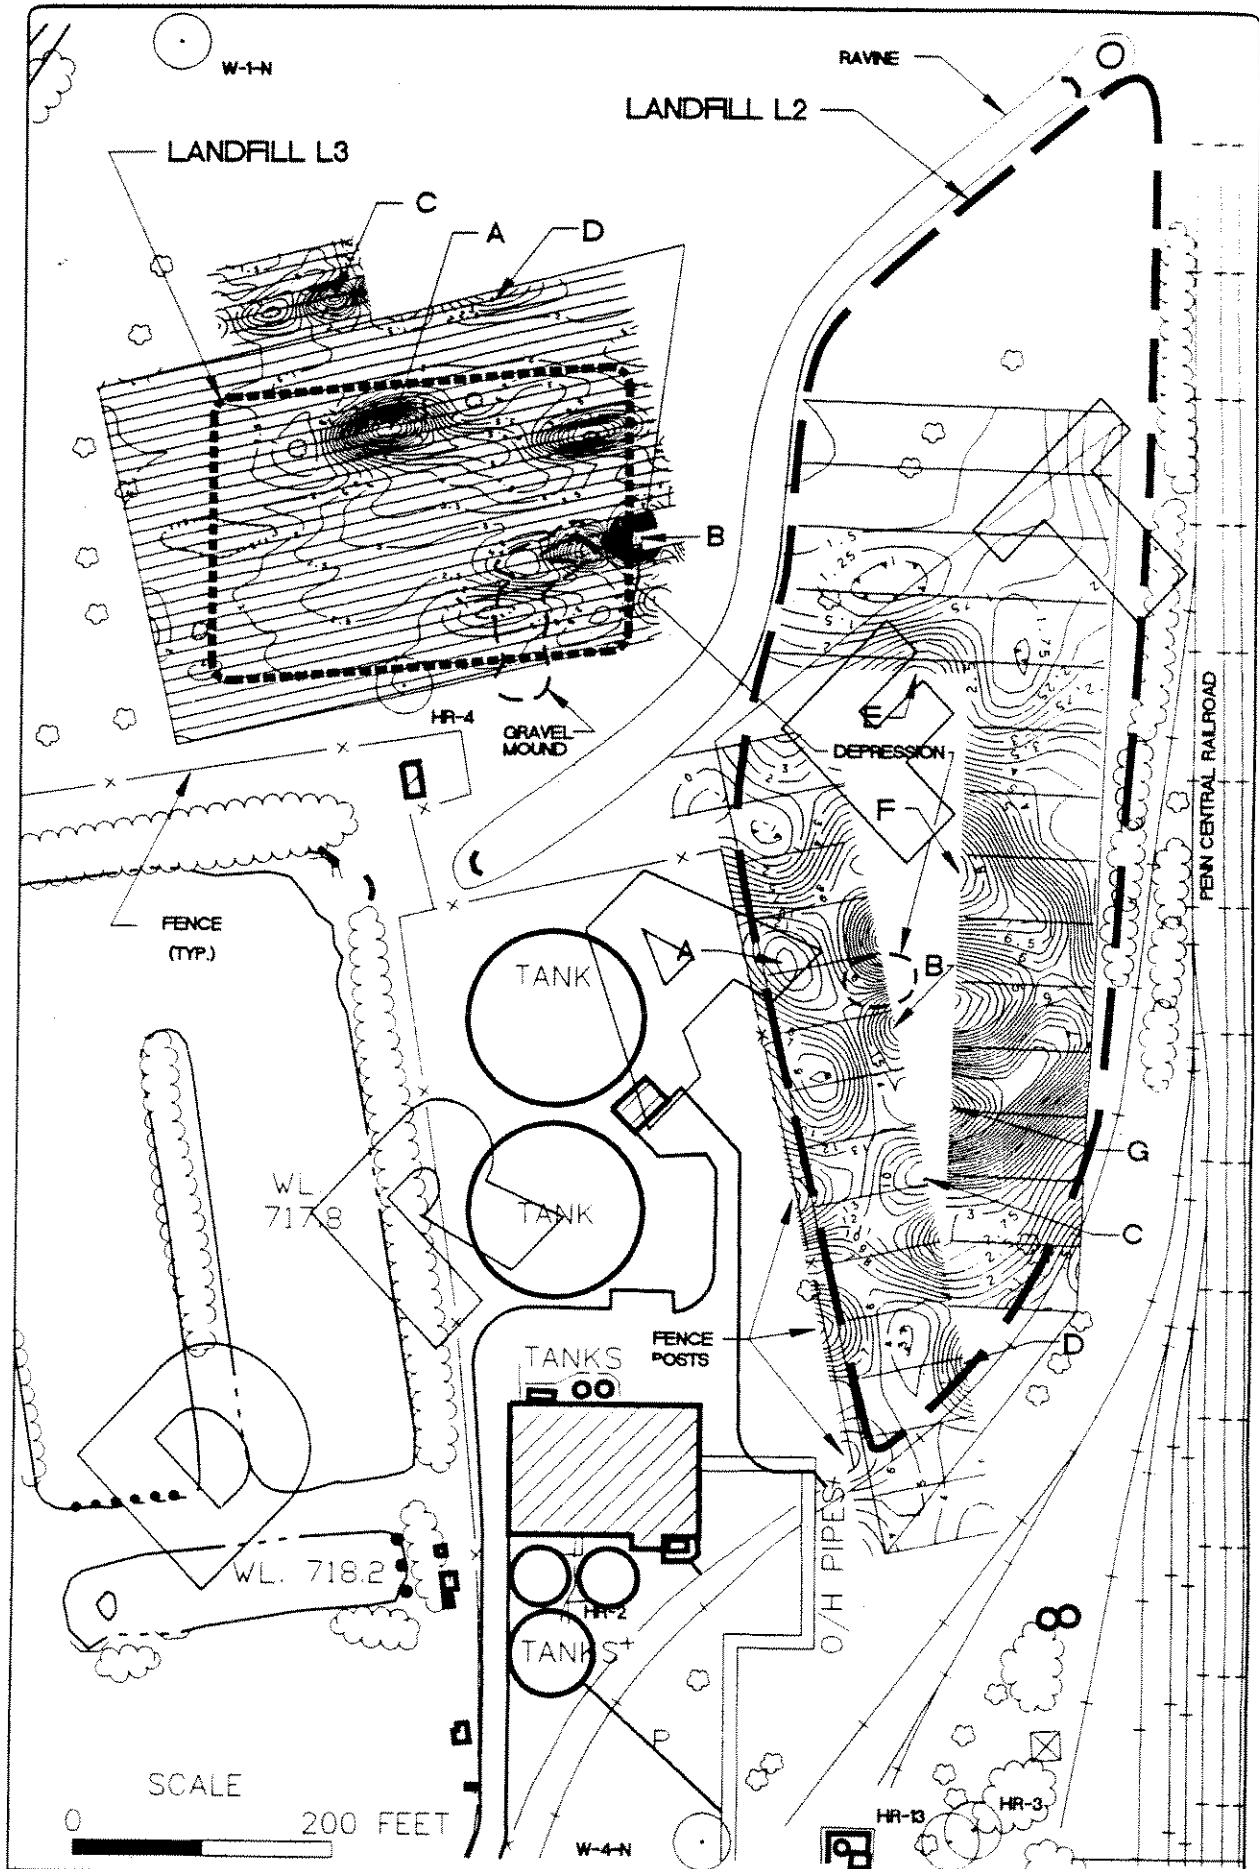 W-1-N
RAVINE
LANDFILL L2
LANDFILL L3
C
A
D
B
HR-4
GRAVEL
MOUND
E
DEPRESSION
F
PENN CENTRAL RAILROAD
FENCE
(TYP.)
TANK
A
B
WL
717.8
TANK
G
C
FENCE
POSTS
D
TANKS
O/H PIPES
WL. 718.2
HR-2
TANKS+
P
SCALE
0
200 FEET
W-4-N
HR-13
HR-3